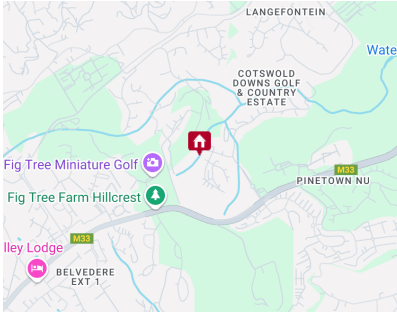 LANGEFONTEIN
Wate
COTSWOLD
DOWNS GOLF
& COUNTRY
ESTATE
Fig Tree Miniature Golf
M33
PINETOWN NU
Fig Tree Farm Hillcrest
M33
lley Lodge
BELVEDERE
EXT 1